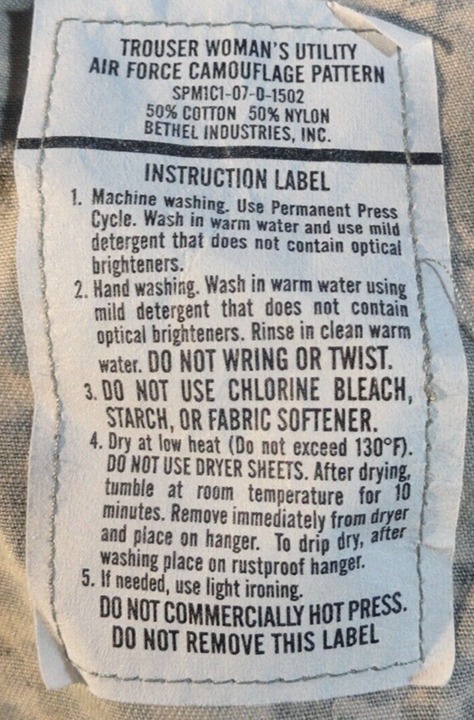 TROUSER WOMAN'S UTILITY
AIR FORCE CAMOUFLAGE PATTERN
SPM1C1-07-D-1502
50% COTTON 50% NYLON
BETHEL INDUSTRIES, INC.
INSTRUCTION LABEL
1. Machine washing. Use Permanent Press
Cycle. Wash in warm water and use mild
detergent that does not contain optical
brighteners.
2. Hand washing. Wash in warm water using
mild detergent that does not contain
optical brighteners. Rinse in clean warm
water. DO NOT WRING OR TWIST.
3. DO NOT USE CHLORINE BLEACH,
STARCH, OR FABRIC SOFTENER.
4. Dry at low heat (Do not exceed 130°F).
DO NOT USE DRYER SHEETS. After drying,
tumble at room temperature for 10
minutes. Remove immediately from dryer
and place on hanger. To drip dry, after
washing place on rustproof hanger.
5. If needed, use light ironing.
DO NOT COMMERCIALLY HOT PRESS.
DO NOT REMOVE THIS LABEL